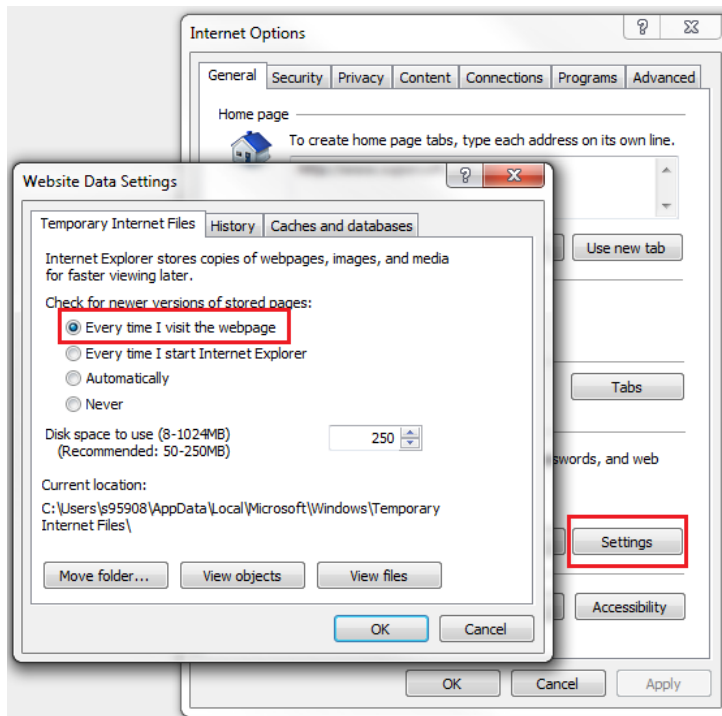 Internet Options
General Security Privacy Content Connections Programs Advanced
Home page
To create home page tabs, type each address on its own line.
Use new tab
Tabs
swords, and web
Settings
Accessibility
OK Cancel Apply
Website Data Settings
Temporary Internet Files History Caches and databases
Internet Explorer stores copies of webpages, images, and media
for faster viewing later.
Check for newer versions of stored pages:
Every time I visit the webpage
Every time I start Internet Explorer
Automatically
Never
Disk space to use (8-1024MB)
(Recommended: 50-250MB)
250
Current location:
C:\Users\s95908\AppData\Local\Microsoft\Windows\Temporary
Internet Files\
Move folder... View objects View files
OK Cancel